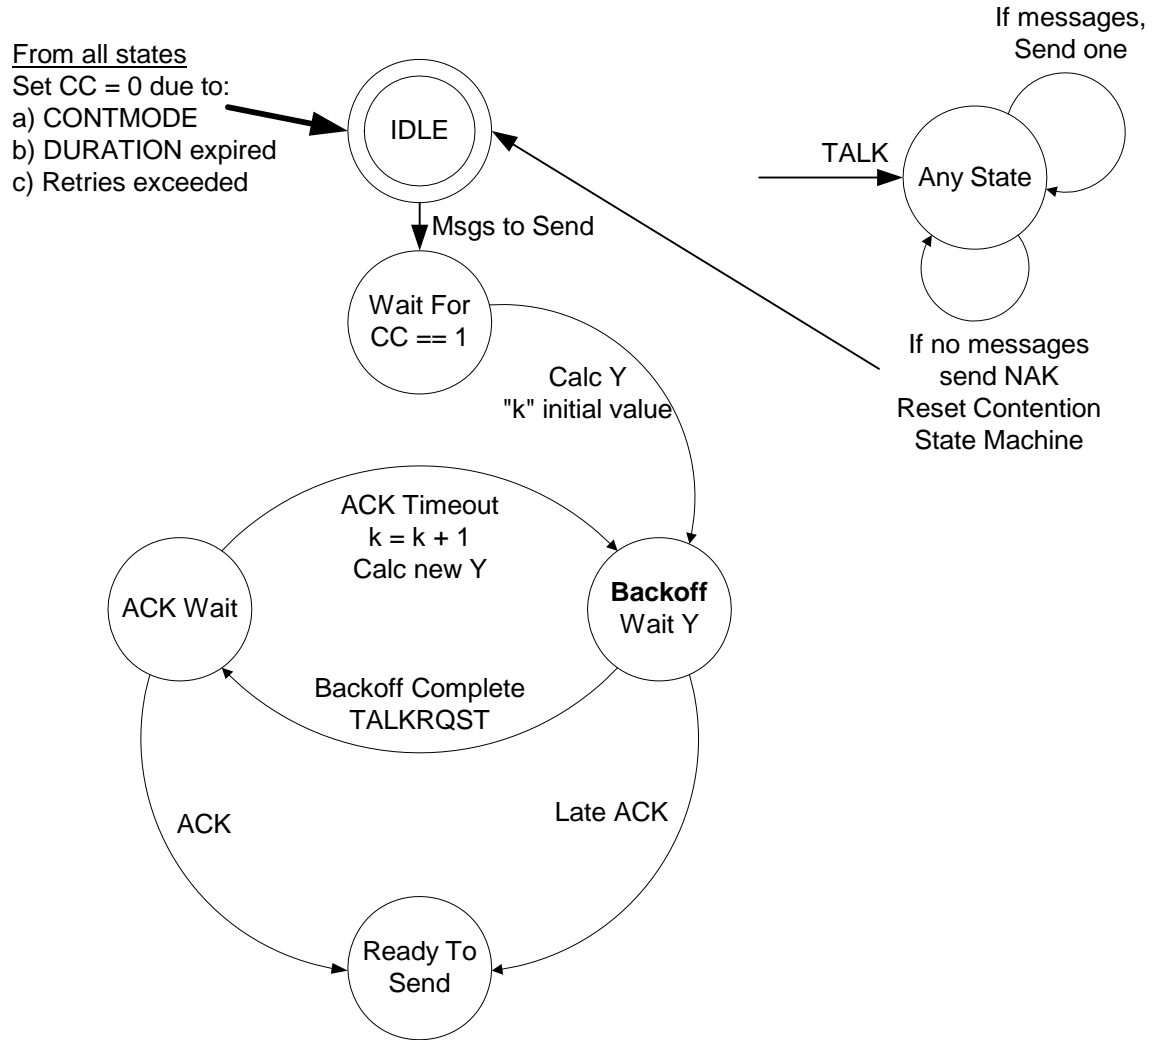 From all states
Set CC = 0 due to:
a) CONTMODE
b) DURATION expired
c) Retries exceeded
IDLE
If messages,
Send one
TALK
Any State
Msgs to Send
Wait For
CC == 1
If no messages
send NAK
Reset Contention
State Machine
Calc Y
"k" initial value
ACK Timeout
k = k + 1
Calc new Y
ACK Wait
Backoff
Wait Y
Backoff Complete
TALKRQST
ACK
Late ACK
Ready To
Send